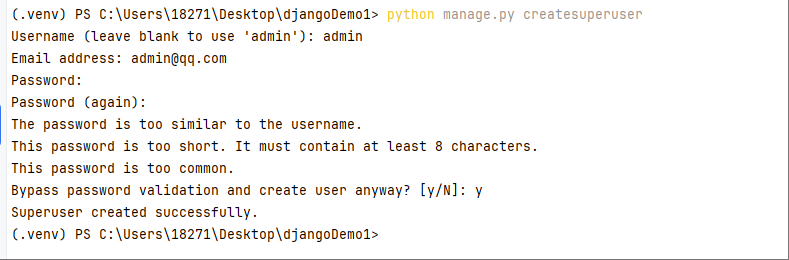 (.venv) PS C:\Users\18271\Desktop\djangoDemo1> python manage.py createsuperuser
Username (leave blank to use 'admin'): admin
Email address: admin@qq.com
Password:
Password (again):
The password is too similar to the username.
This password is too short. It must contain at least 8 characters.
This password is too common.
Bypass password validation and create user anyway? [y/N]: y
Superuser created successfully.
(.venv) PS C:\Users\18271\Desktop\djangoDemo1>